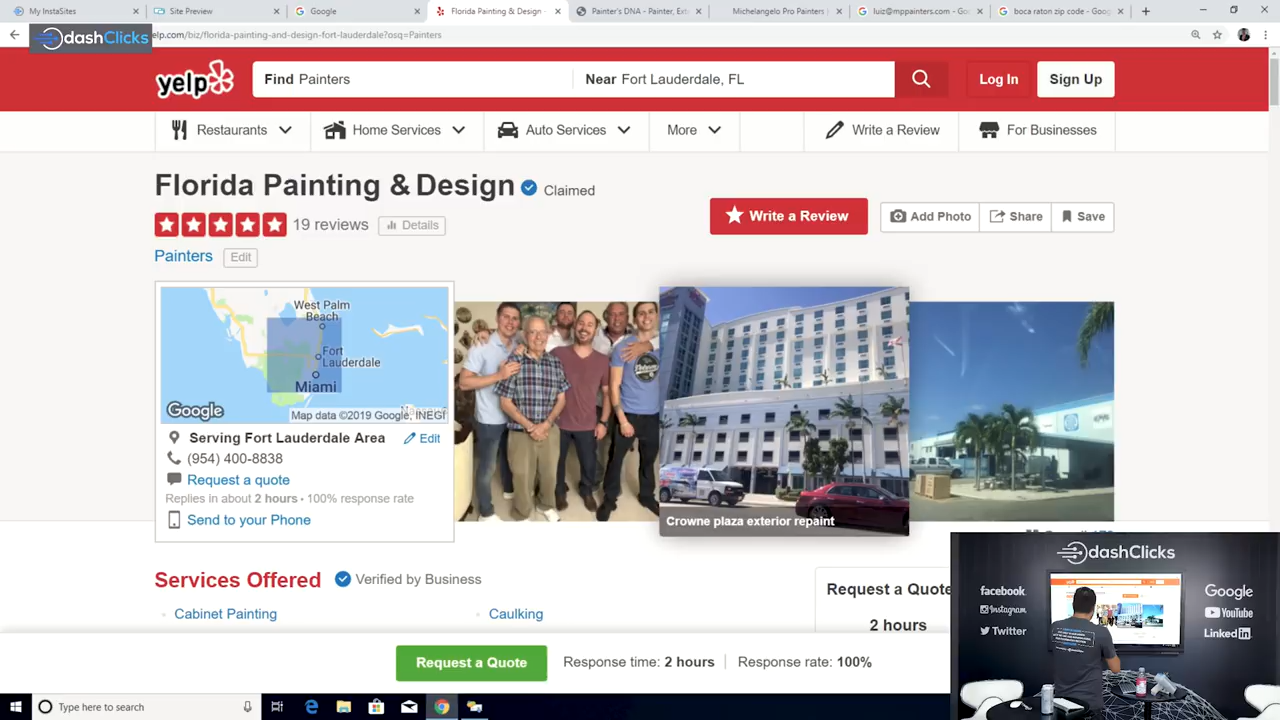 My InstaSites
Site Preview
Google
Florida Painting & Design -
Painter's DNA - Painter, Ext
Michelangelo Pro Painters |
luiz@mppainters.com - Goo
boca raton zip code - Goog
dashClicks
elp.com/biz/florida-painting-and-design-fort-lauderdale?osq=Painters
yelp
Find Painters
Near Fort Lauderdale, FL
Log In
Sign Up
Restaurants
Home Services
Auto Services
More
Write a Review
For Businesses
Florida Painting & Design
Claimed
19 reviews
Details
Write a Review
Add Photo
Share
Save
Painters
Edit
West Palm
Beach
Fort
Lauderdale
Miami
Google
Map data ©2019 Google, INEGI
Serving Fort Lauderdale Area
Edit
(954) 400-8838
Request a quote
Replies in about 2 hours • 100% response rate
Send to your Phone
Crowne plaza exterior repaint
Services Offered
Verified by Business
Cabinet Painting
Caulking
Request a Quote
2 hours
Request a Quote
Response time: 2 hours
Response rate: 100%
dashClicks
facebook.
Instagram
Twitter
Google
YouTube
Linked in
Type here to search